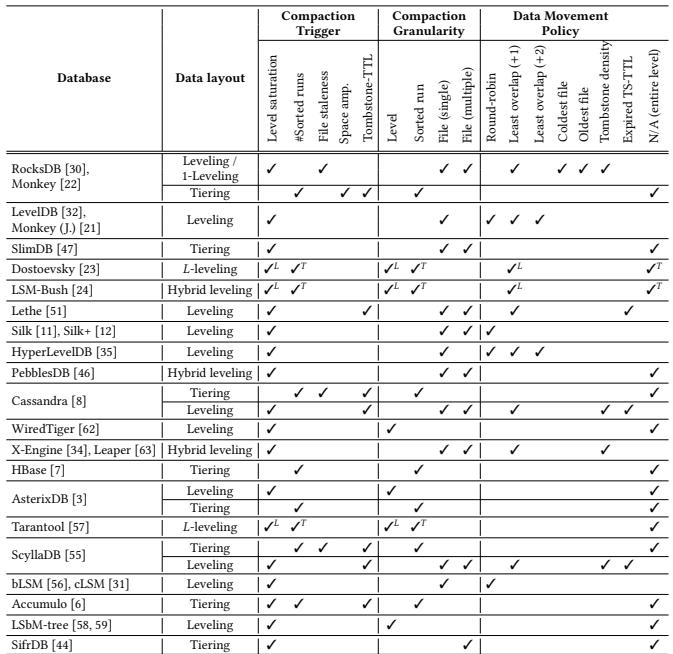 Compaction Trigger Compaction Granularity Data Movement Policy
Database Data layout Level saturation #Sorted runs File staleness Space amp. Tombstone-TTL Level Sorted run File (single) File (multiple) Round-robin Least overlap (+1) Least overlap (+2) Coldest file Oldest file Tombstone density Expired TS-TTL N/A (entire level)
RocksDB [30], Monkey [22] Leveling / 1-Leveling ✓ ✓ ✓ ✓ ✓ ✓ ✓ ✓
Tiering ✓ ✓ ✓ ✓ ✓
LevelDB [32], Monkey (J.) [21] Leveling ✓ ✓ ✓ ✓ ✓
SlimDB [47] Tiering ✓ ✓ ✓ ✓
Dostoevsky [23] L-leveling ✓L ✓T ✓L ✓T ✓L ✓T
LSM-Bush [24] Hybrid leveling ✓L ✓T ✓L ✓T ✓L ✓T
Lethe [51] Leveling ✓ ✓ ✓ ✓ ✓ ✓
Silk [11], Silk+ [12] Leveling ✓ ✓ ✓ ✓
HyperLevelDB [35] Leveling ✓ ✓ ✓ ✓ ✓
PebblesDB [46] Hybrid leveling ✓ ✓ ✓ ✓
Cassandra [8] Tiering ✓ ✓ ✓ ✓ ✓
Leveling ✓ ✓ ✓ ✓ ✓ ✓ ✓
WiredTiger [62] Leveling ✓ ✓ ✓
X-Engine [34], Leaper [63] Hybrid leveling ✓ ✓ ✓ ✓ ✓
HBase [7] Tiering ✓ ✓ ✓
AsterixDB [3] Leveling ✓ ✓ ✓
Tiering ✓ ✓ ✓
Tarantool [57] L-leveling ✓L ✓T ✓L ✓T ✓
ScyllaDB [55] Tiering ✓ ✓ ✓ ✓ ✓
Leveling ✓ ✓ ✓ ✓ ✓ ✓ ✓
bLSM [56], cLSM [31] Leveling ✓ ✓ ✓
Accumulo [6] Tiering ✓ ✓ ✓ ✓ ✓
LSbM-tree [58, 59] Leveling ✓ ✓ ✓
SifrDB [44] Tiering ✓ ✓ ✓